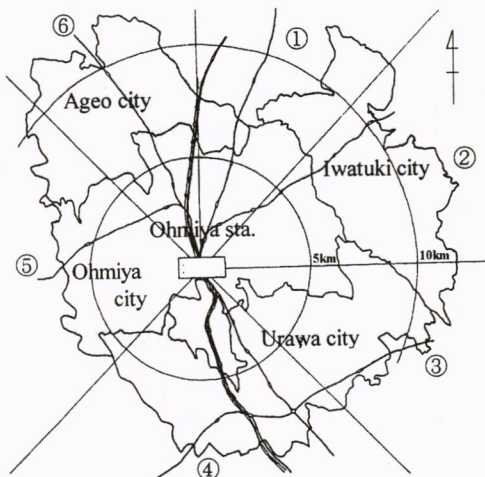 ⑥
①
Ageo city
②
Iwatuki city
Ohmiya sta.
5km
10km
⑤
Ohmiya
city
Urawa city
③
④